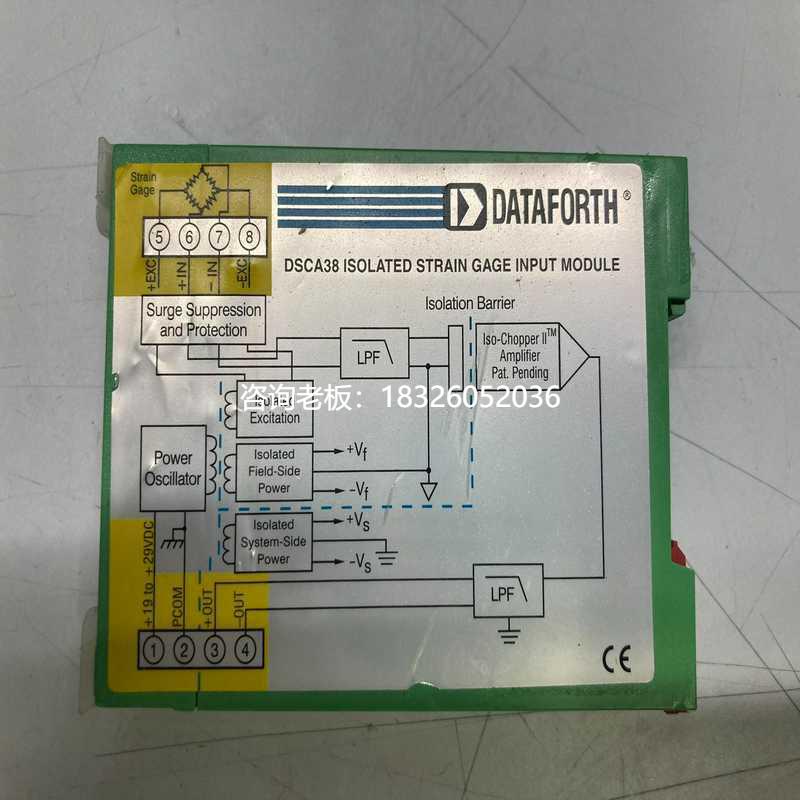 Strain
Gage
DATAFORTH®
5 6 7 8
+EXC
+IN
- IN
-EXC
DSCA38 ISOLATED STRAIN GAGE INPUT MODULE
Surge Suppression
and Protection
Isolation Barrier
LPF
Iso-Chopper II™
Amplifier
Pat. Pending
咨询老板：18326052036
Isolated
Excitation
Power
Oscillator
Isolated
Field-Side
Power
+Vf
-Vf
Isolated
System-Side
Power
+Vs
-Vs
+19 to +29VDC
PCOM
+OUT
-OUT
LPF
1 2 3 4
CE